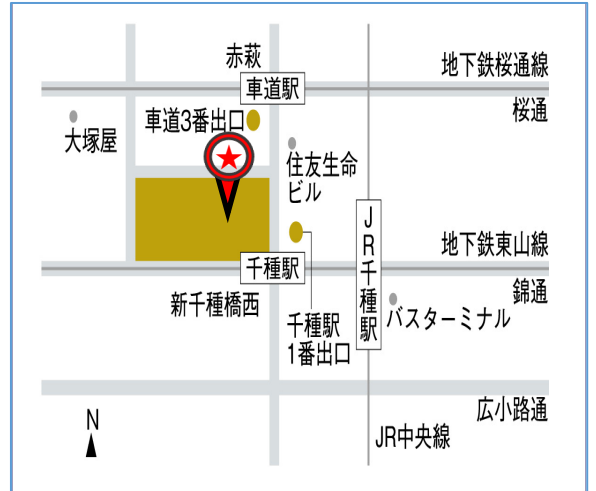 赤萩
地下鉄桜通線
車道駅
桜通
車道3番出口
大塚屋
住友生命
ビル
JR千種駅
地下鉄東山線
千種駅
錦通
新千種橋西
千種駅
1番出口
バスターミナル
広小路通
N
JR中央線